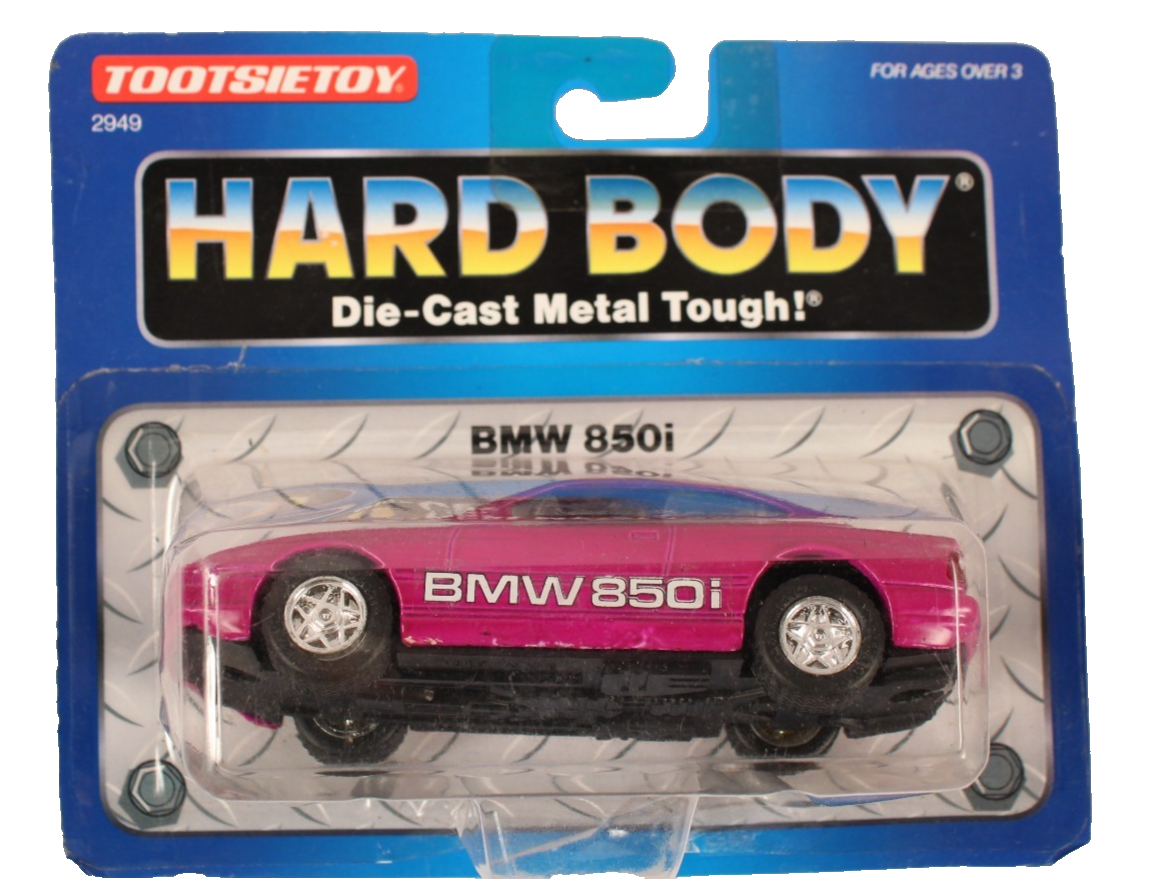 TOOTSIETOY®
2949
FOR AGES OVER 3
HARD BODY®
Die-Cast Metal Tough!®
BMW 850i
BMW 850i